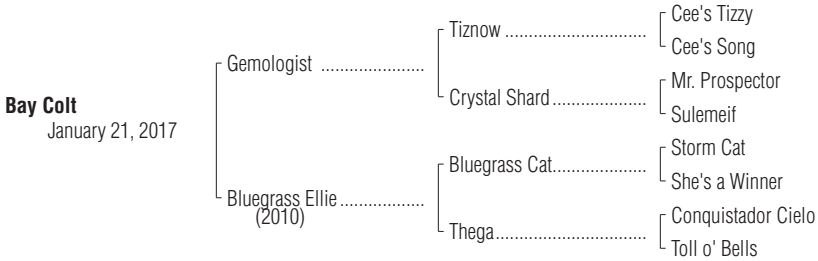 Cee's Tizzy
Tiznow ..............................
Cee's Song
Gemologist ......................
Mr. Prospector
Crystal Shard....................
Sulemeif
Bay Colt
January 21, 2017
Storm Cat
Bluegrass Cat....................
She's a Winner
Bluegrass Ellie..................
(2010)
Conquistador Cielo
Thega................................
Toll o' Bells